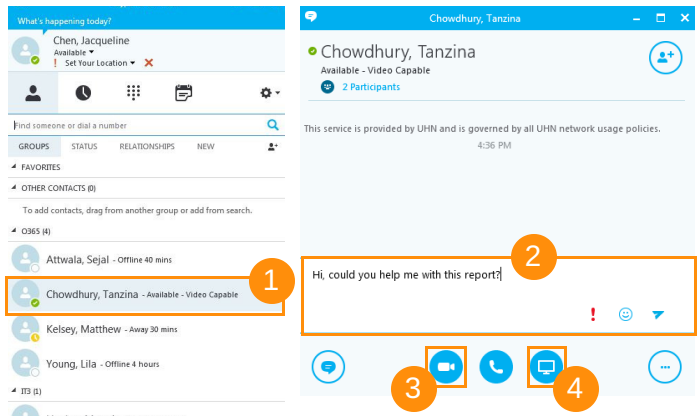 What's happening today?
Chen, Jacqueline
Available
! Set Your Location
Find someone or dial a number
GROUPS STATUS RELATIONSHIPS NEW
FAVORITES
OTHER CONTACTS (0)
To add contacts, drag from another group or add from search.
O365 (4)
Attwala, Sejal - Offline 40 mins
Chowdhury, Tanzina - Available - Video Capable
1
Kelsey, Matthew - Away 30 mins
Young, Lila - Offline 4 hours
IT3 (1)
Chowdhury, Tanzina
Chowdhury, Tanzina
Available - Video Capable
2 Participants
This service is provided by UHN and is governed by all UHN network usage policies.
4:36 PM
2
Hi, could you help me with this report?
!
3
4